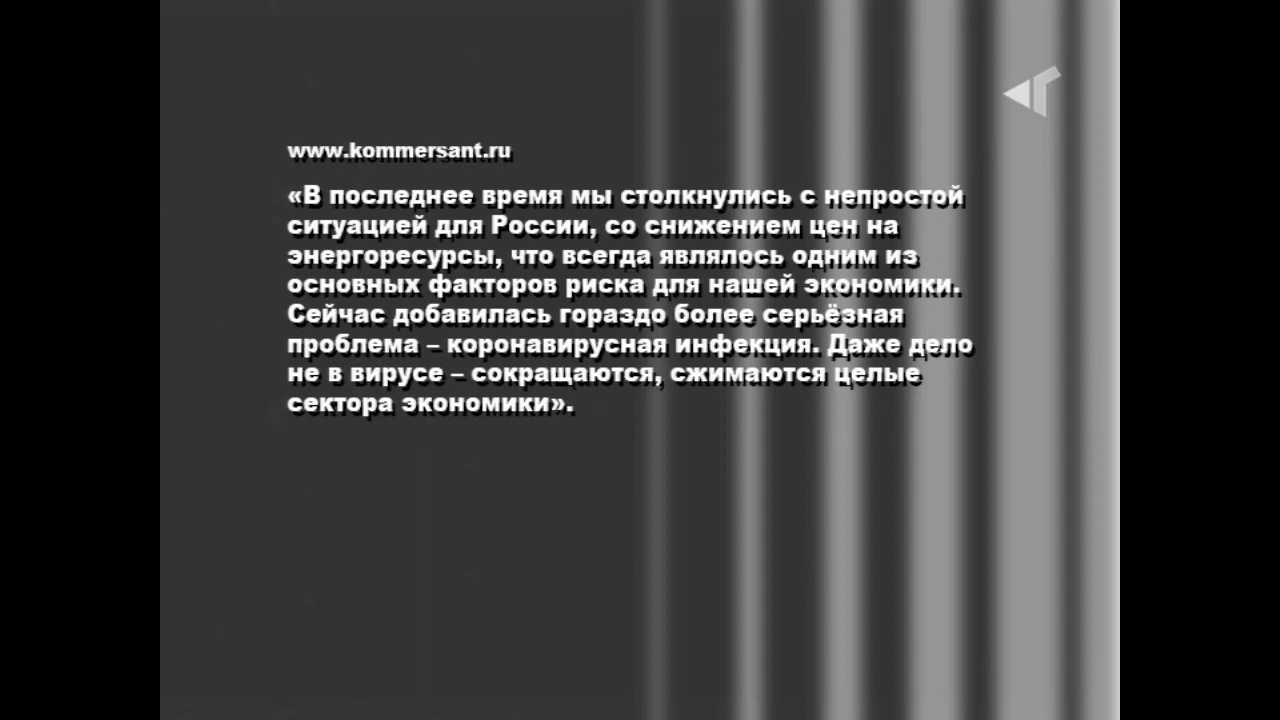 www.kommersant.ru
«В последнее время мы столкнулись с непростой
ситуацией для России, со снижением цен на
энергоресурсы, что всегда являлось одним из
основных факторов риска для нашей экономики.
Сейчас добавилась гораздо более серьёзная
проблема – коронавирусная инфекция. Даже дело
не в вирусе – сокращаются, сжимаются целые
сектора экономики».